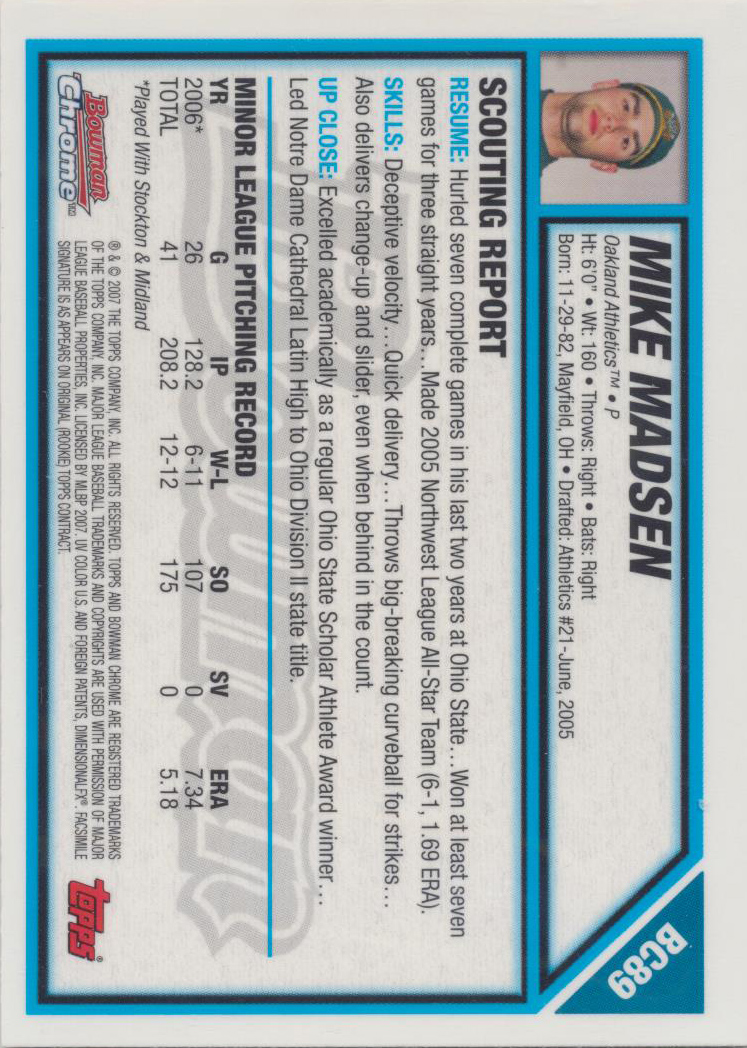 BC89
MIKE MADSEN
Oakland Athletics™ • P
Ht: 6'0" • Wt: 160 • Throws: Right • Bats: Right
Born: 11-29-82, Mayfield, OH • Drafted: Athletics #21-June, 2005
SCOUTING REPORT
RESUME: Hurled seven complete games in his last two years at Ohio State...Won at least seven
games for three straight years...Made 2005 Northwest League All-Star Team (6-1, 1.69 ERA).
SKILLS: Deceptive velocity...Quick delivery...Throws big-breaking curveball for strikes...
Also delivers change-up and slider, even when behind in the count.
UP CLOSE: Excelled academically as a regular Ohio State Scholar Athlete Award winner...
Led Notre Dame Cathedral Latin High to Ohio Division II state title.
MINOR LEAGUE PITCHING RECORD
YR G IP W-L SO SV ERA
2006* 26 128.2 6-11 107 0 7.34
TOTAL 41 208.2 12-12 175 0 5.18
*Played With Stockton & Midland
Bowman
Chrome™
® & © 2007 THE TOPPS COMPANY, INC. ALL RIGHTS RESERVED. TOPPS AND BOWMAN CHROME ARE REGISTERED TRADEMARKS
OF THE TOPPS COMPANY, INC. MAJOR LEAGUE BASEBALL TRADEMARKS AND COPYRIGHTS ARE USED WITH PERMISSION OF MAJOR
LEAGUE BASEBALL PROPERTIES, INC. LICENSED BY MLBP 2007. UV COLOR U.S. AND FOREIGN PATENTS, DIMENSIONALFX®. FACSIMILE
SIGNATURE IS AS APPEARS ON ORIGINAL (ROOKIE) TOPPS CONTRACT.
topps®
Bowman